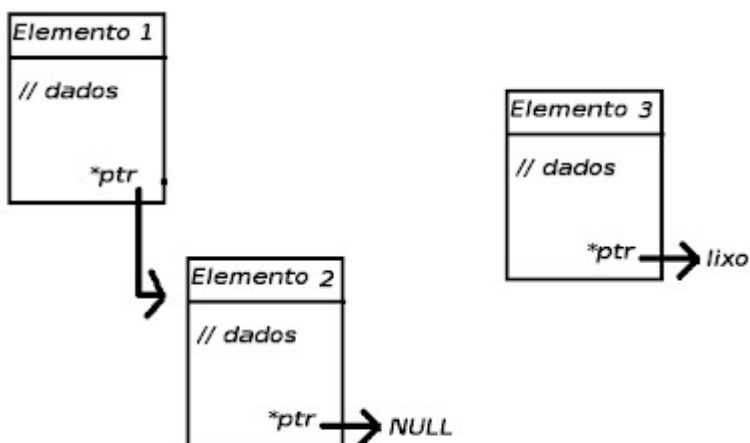 Elemento 1
// dados
*ptr
Elemento 2
// dados
*ptr
NULL
Elemento 3
// dados
*ptr
lixo